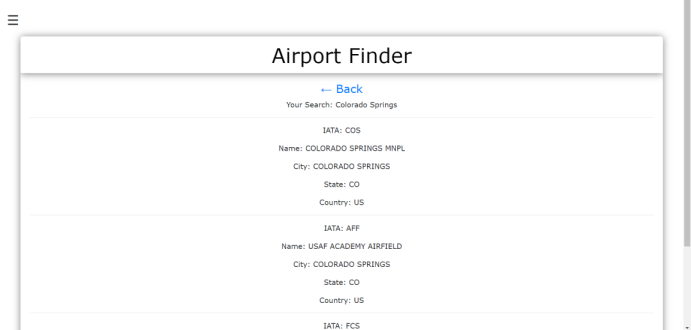 ☰
Airport Finder
← Back
Your Search: Colorado Springs
IATA: COS
Name: COLORADO SPRINGS MNPL
City: COLORADO SPRINGS
State: CO
Country: US
IATA: AFF
Name: USAF ACADEMY AIRFIELD
City: COLORADO SPRINGS
State: CO
Country: US
IATA: FCS